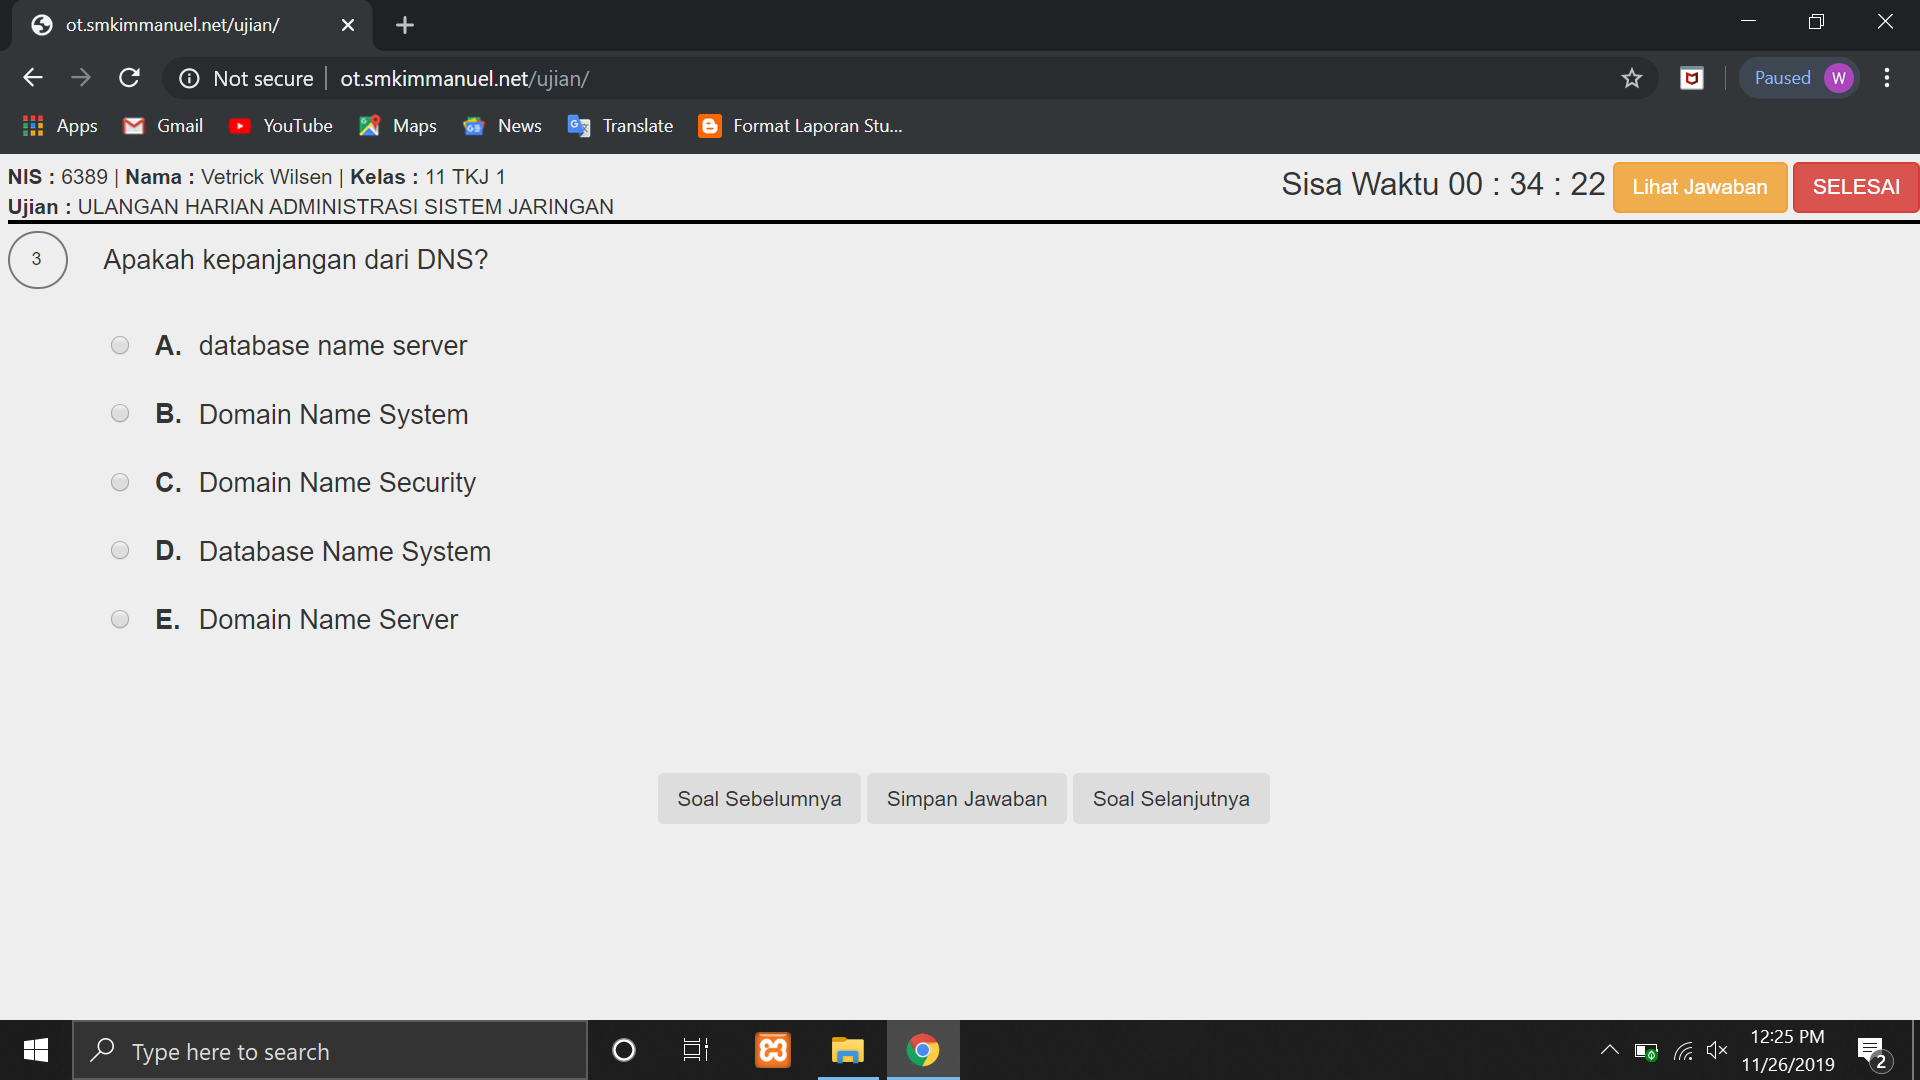 ot.smkimmanuel.net/ujian/
Not secure ot.smkimmanuel.net/ujian/ Paused W
Apps Gmail YouTube Maps News Translate Format Laporan Stu...
NIS : 6389 | Nama : Vetrick Wilsen | Kelas : 11 TKJ 1
Ujian : ULANGAN HARIAN ADMINISTRASI SISTEM JARINGAN
Sisa Waktu 00 : 34 : 22 Lihat Jawaban SELESAI
3 Apakah kepanjangan dari DNS?
A. database name server
B. Domain Name System
C. Domain Name Security
D. Database Name System
E. Domain Name Server
Soal Sebelumnya Simpan Jawaban Soal Selanjutnya
Type here to search
12:25 PM
11/26/2019
2